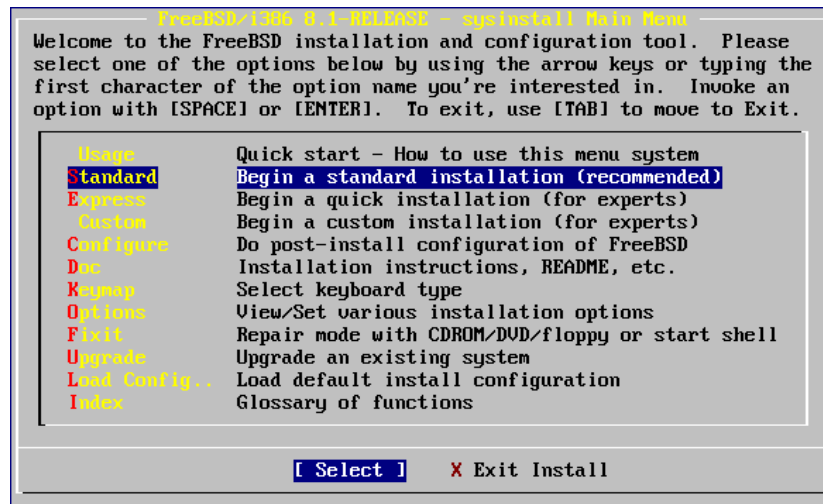 FreeBSD/i386 8.1-RELEASE - sysinstall Main Menu
Welcome to the FreeBSD installation and configuration tool.  Please
select one of the options below by using the arrow keys or typing the
first character of the option name you're interested in.  Invoke an
option with [SPACE] or [ENTER].  To exit, use [TAB] to move to Exit.
Usage Quick start - How to use this menu system
Standard Begin a standard installation (recommended)
Express Begin a quick installation (for experts)
Custom Begin a custom installation (for experts)
Configure Do post-install configuration of FreeBSD
Doc Installation instructions, README, etc.
Keymap Select keyboard type
Options View/Set various installation options
Fixit Repair mode with CDROM/DVD/floppy or start shell
Upgrade Upgrade an existing system
Load Config.. Load default install configuration
Index Glossary of functions
[ Select ] X Exit Install